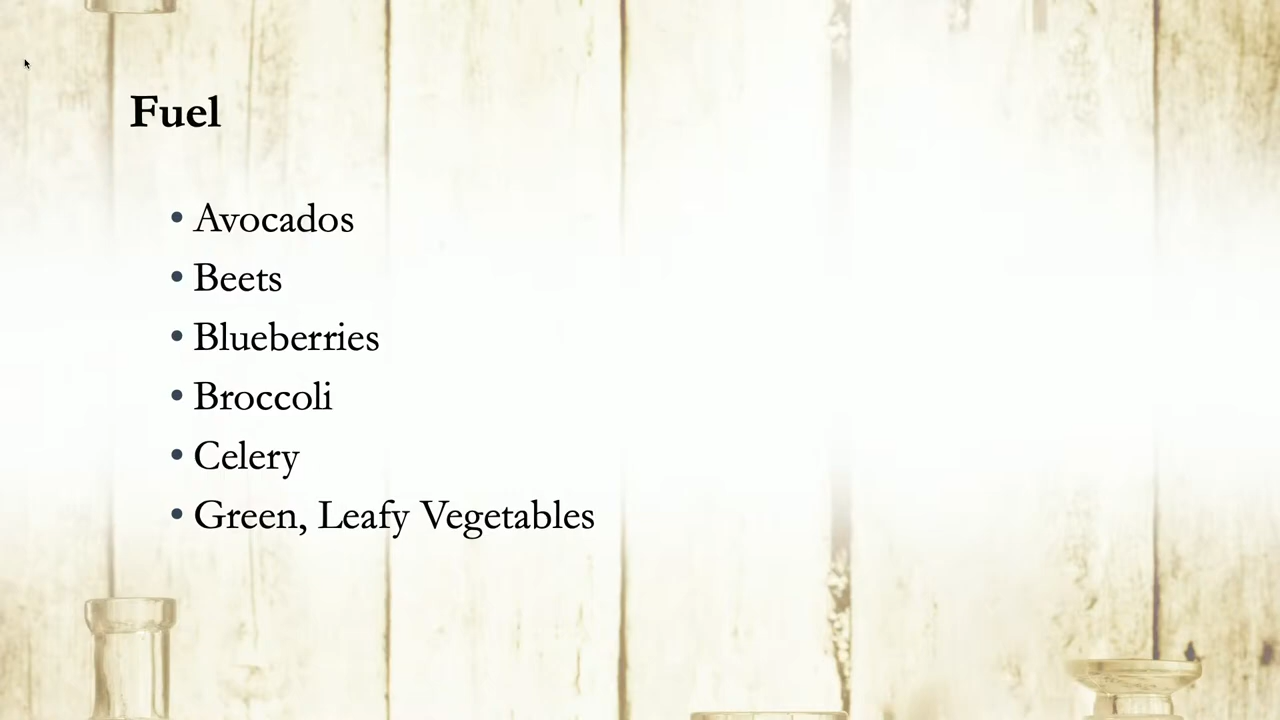 Fuel
• Avocados
• Beets
• Blueberries
• Broccoli
• Celery
• Green, Leafy Vegetables